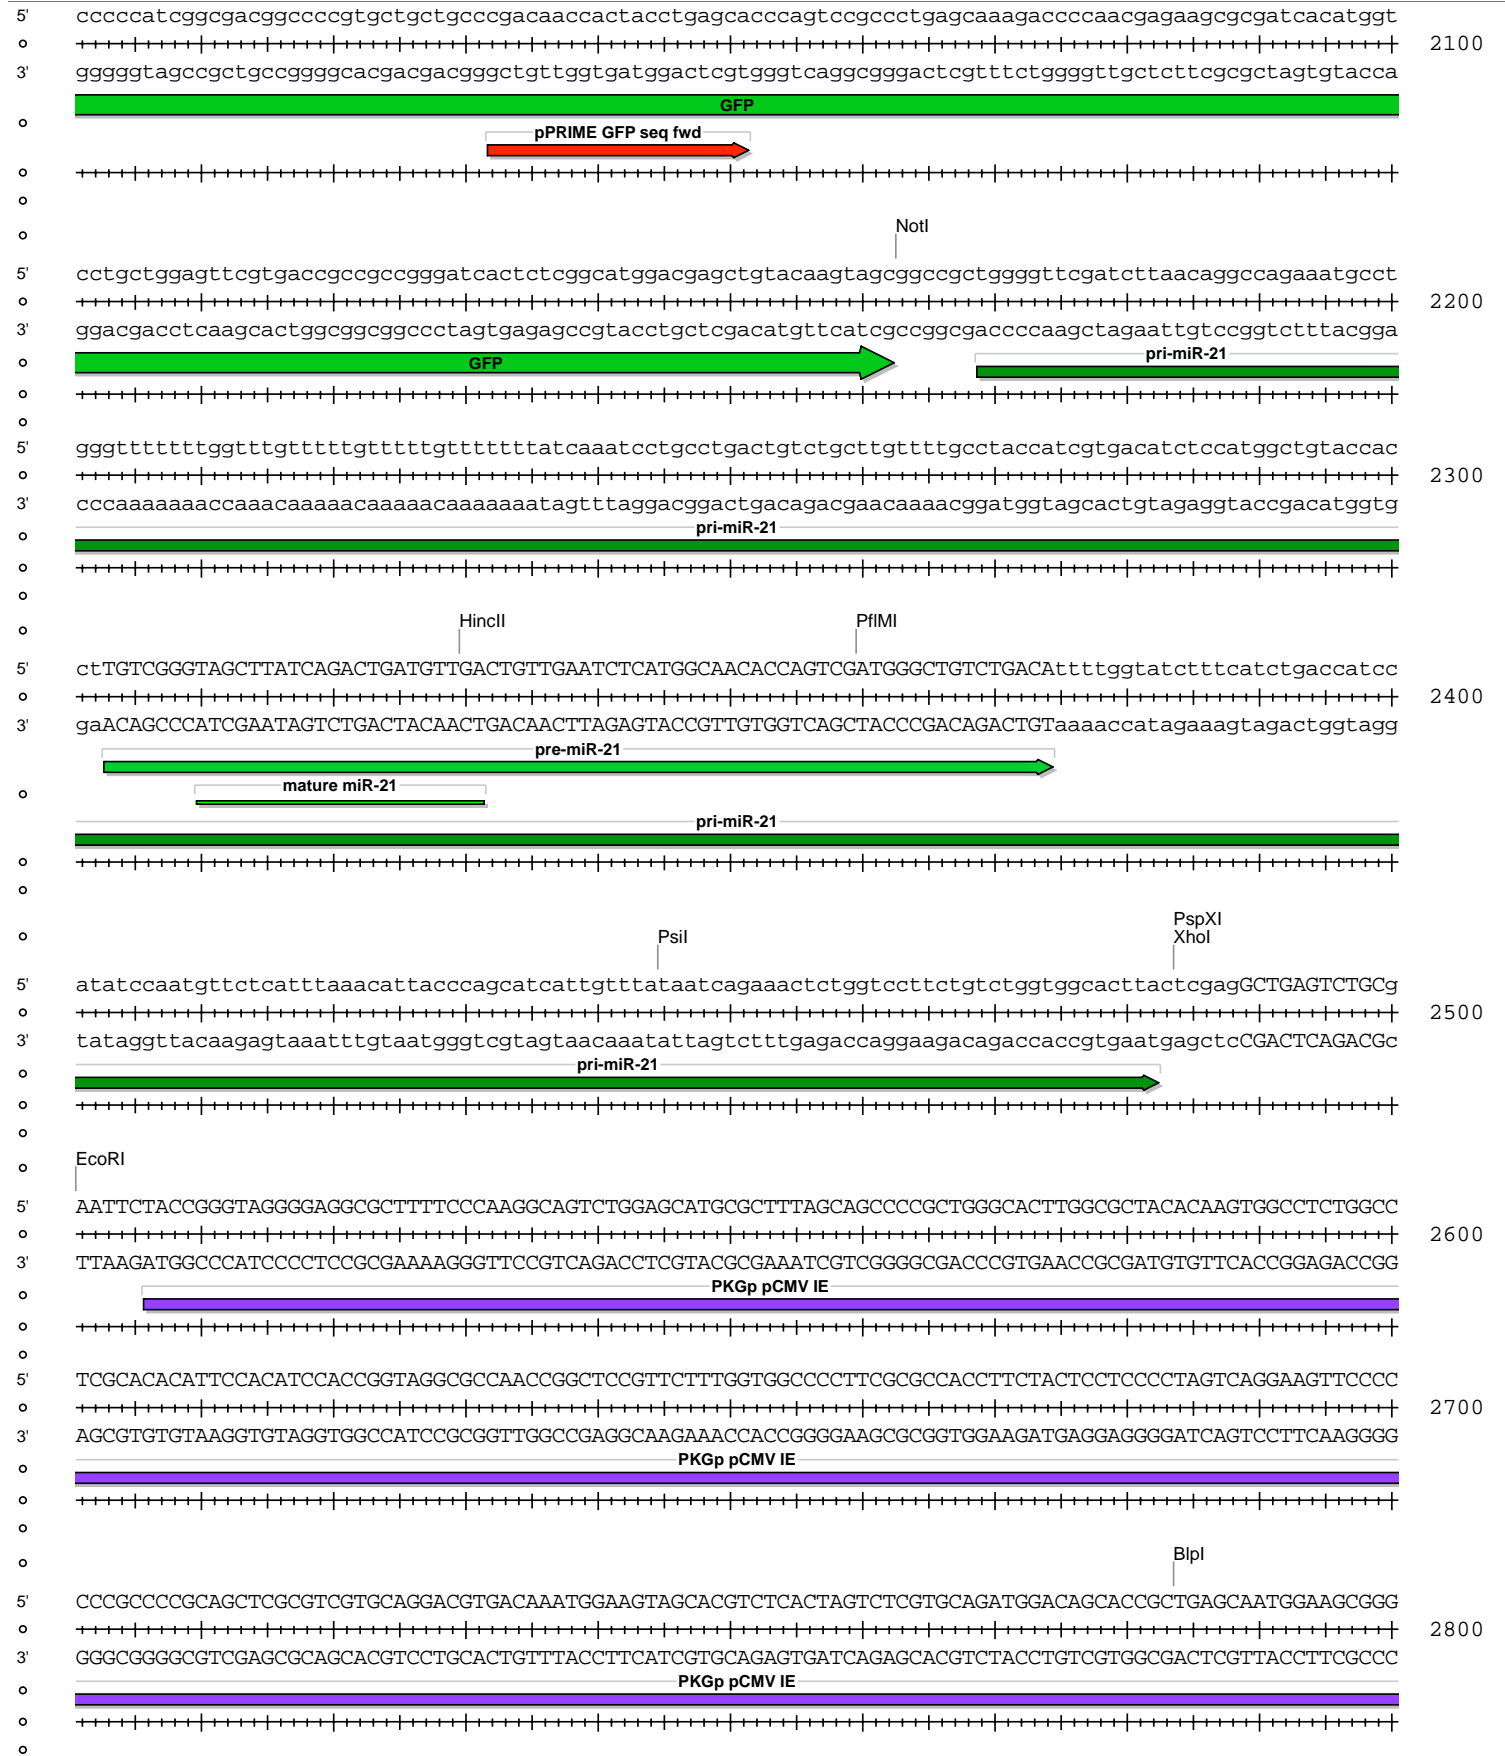 5' cccccatcggcgacggccccgtgctgctgcccgacaaccactacctgagcacccagtccgccctgagcaaagaccccaacgagaagcgcgatcacatggt
2100
3' gggggtagccgctgccggggcacgacgacgggctgttggtgatggactcgtgggtcaggcgggactcgtttctggggttgctcttcgcgctagtgtacca
GFP
pPRIME GFP seq fwd
NotI
5' cctgctggagttcgtgaccgccgccgggatcactctcggcatggacgagctgtacaagtagcggccgctggggttcgatcttaacaggccagaaatgcct
2200
3' ggacgacctcaagcactggcggcggccctagtgagagccgtacctgctcgacatgttcatcgccggcgaccccaagctagaattgtccggtctttacgga
GFP pri-miR-21
5' gggtttttttggtttgtttttgtttttgtttttttatcaaatcctgcctgactgtctgcttgttttgcctaccatcgtgacatctccatggctgtaccac
2300
3' cccaaaaaaaccaaacaaaaacaaaaacaaaaaaatagtttaggacggactgacagacgaacaaaacggatggtagcactgtagaggtaccgacatggtg
pri-miR-21
HincII PflMI
5' ctTGTCGGGTAGCTTATCAGACTGATGTTGACTGTTGAATCTCATGGCAACACCAGTCGATGGGCTGTCTGACAttttggtatctttcatctgaccatcc
2400
3' gaACAGCCCATCGAATAGTCTGACTACAACTGACAACTTAGAGTACCGTTGTGGTCAGCTACCCGACAGACTGTaaaaccatagaaagtagactggtagg
pre-miR-21
mature miR-21
pri-miR-21
PspXI
PsiI XhoI
5' atatccaatgttctcatttaaacattacccagcatcattgtttataatcagaaactctggtccttctgtctggtggcacttactcgagGCTGAGTCTGCg
2500
3' tataggttacaagagtaaatttgtaatgggtcgtagtaacaaatattagtctttgagaccaggaagacagaccaccgtgaatgagctcCGACTCAGACGc
pri-miR-21
EcoRI
5' AATTCTACCGGGTAGGGGAGGCGCTTTTCCCAAGGCAGTCTGGAGCATGCGCTTTAGCAGCCCCGCTGGGCACTTGGCGCTACACAAGTGGCCTCTGGCC
2600
3' TTAAGATGGCCCATCCCCTCCGCGAAAAGGGTTCCGTCAGACCTCGTACGCGAAATCGTCGGGGCGACCCGTGAACCGCGATGTGTTCACCGGAGACCGG
PKGp pCMV IE
5' TCGCACACATTCCACATCCACCGGTAGGCGCCAACCGGCTCCGTTCTTTGGTGGCCCCTTCGCGCCACCTTCTACTCCTCCCCTAGTCAGGAAGTTCCCC
2700
3' AGCGTGTGTAAGGTGTAGGTGGCCATCCGCGGTTGGCCGAGGCAAGAAACCACCGGGGAAGCGCGGTGGAAGATGAGGAGGGGATCAGTCCTTCAAGGGG
PKGp pCMV IE
BlpI
5' CCCGCCCCGCAGCTCGCGTCGTGCAGGACGTGACAAATGGAAGTAGCACGTCTCACTAGTCTCGTGCAGATGGACAGCACCGCTGAGCAATGGAAGCGGG
2800
3' GGGCGGGGCGTCGAGCGCAGCACGTCCTGCACTGTTTACCTTCATCGTGCAGAGTGATCAGAGCACGTCTACCTGTCGTGGCGACTCGTTACCTTCGCCC
PKGp pCMV IE